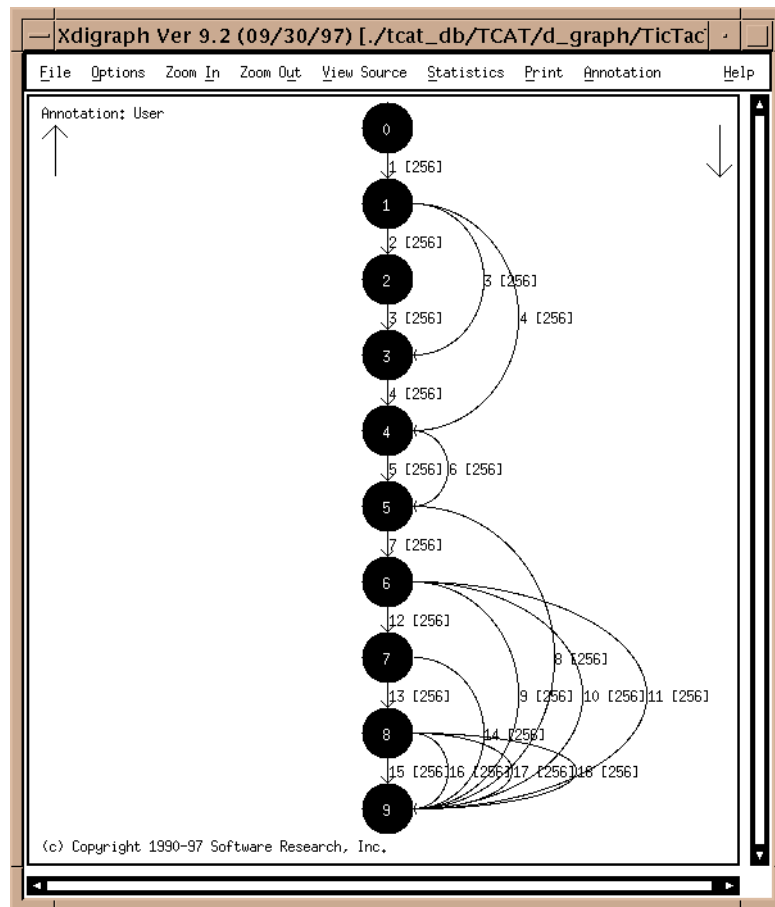 Xdigraph Ver 9.2 (09/30/97) [./tcat_db/TCAT/d_graph/TicTac
File Options Zoom In Zoom Out View Source Statistics Print Annotation Help
Annotation: User
0
1 [256]
1
2 [256]
2
3 [256]
3 [256]
4 [256]
3
4 [256]
4
5 [256] 6 [256]
5
7 [256]
6
12 [256]
7
8 [256]
13 [256] 9 [256] 10 [256] 11 [256]
8
14 [256]
15 [256] 16 [256] 17 [256] 18 [256]
9
(c) Copyright 1990-97 Software Research, Inc.